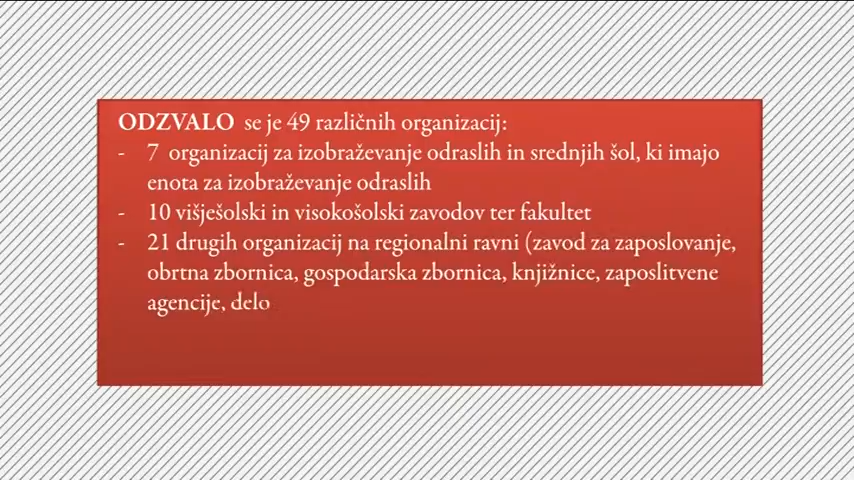 ODZVALO se je 49 različnih organizacij:
- 7 organizacij za izobraževanje odraslih in srednjih šol, ki imajo
enota za izobraževanje odraslih
- 10 višješolski in visokošolski zavodov ter fakultet
- 21 drugih organizacij na regionalni ravni (zavod za zaposlovanje,
obrtna zbornica, gospodarska zbornica, knjižnice, zaposlitvene
agencije, delo